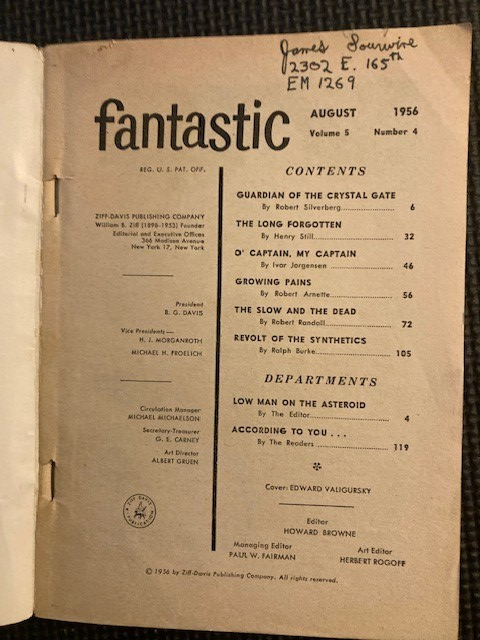 James Sourwine
2302 E. 165th
EM 1269
fantastic
AUGUST 1956
Volume 5 Number 4
REG. U. S. PAT. OFF.
ZIFF-DAVIS PUBLISHING COMPANY
William B. Ziff (1898-1953) Founder
Editorial and Executive Offices
366 Madison Avenue
New York 17, New York
President
B. G. DAVIS
Vice Presidents—
H. J. MORGANROTH
MICHAEL H. FROELICH
Circulation Manager
MICHAEL MICHAELSON
Secretary-Treasurer
G. E. CARNEY
Art Director
ALBERT GRUEN
ZIFF DAVIS
PUBLICATION
CONTENTS
GUARDIAN OF THE CRYSTAL GATE
By Robert Silverberg 6
THE LONG FORGOTTEN
By Henry Still 32
O' CAPTAIN, MY CAPTAIN
By Ivar Jorgensen 46
GROWING PAINS
By Robert Arnette 56
THE SLOW AND THE DEAD
By Robert Randall 72
REVOLT OF THE SYNTHETICS
By Ralph Burke 105
DEPARTMENTS
LOW MAN ON THE ASTEROID
By The Editor 4
ACCORDING TO YOU . . .
By The Readers 119
Cover: EDWARD VALIGURSKY
Editor
HOWARD BROWNE
Managing Editor
PAUL W. FAIRMAN
Art Editor
HERBERT ROGOFF
© 1956 by Ziff-Davis Publishing Company. All rights reserved.